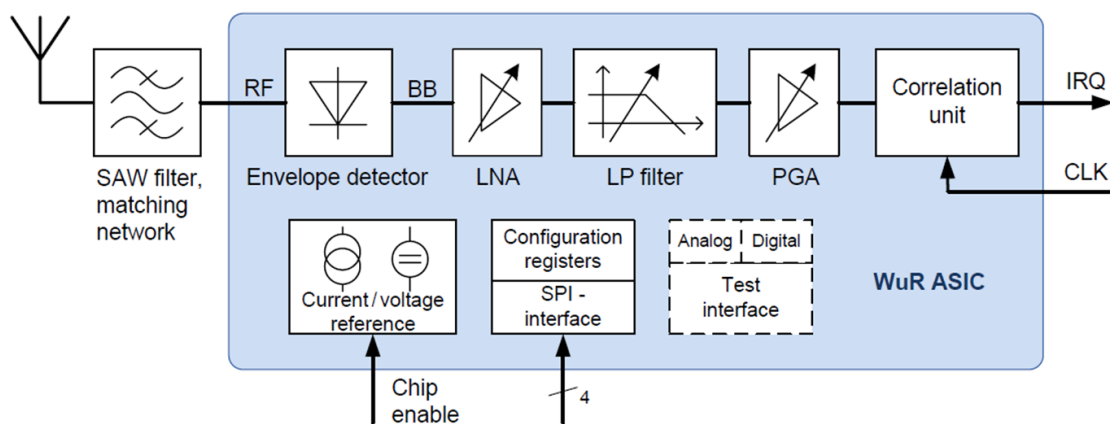 RF
BB
Correlation
unit
IRQ
CLK
SAW filter,
matching
network
Envelope detector
LNA
LP filter
PGA
Current / voltage
reference
Configuration
registers
SPI -
interface
Analog
Digital
Test
interface
WuR ASIC
Chip
enable
4